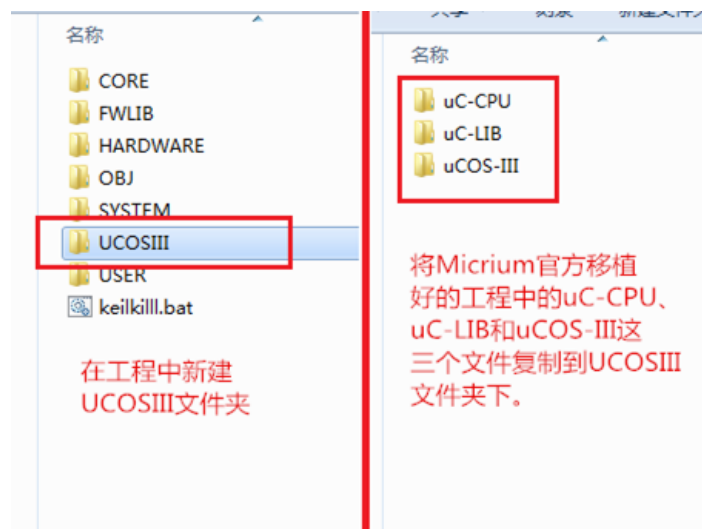 名称
CORE
FWLIB
HARDWARE
OBJ
SYSTEM
UCOSIII
USER
keilkilll.bat
在工程中新建
UCOSIII文件夹
名称
uC-CPU
uC-LIB
uCOS-III
将Micrium官方移植
好的工程中的uC-CPU、
uC-LIB和uCOS-III这
三个文件复制到UCOSIII
文件夹下。